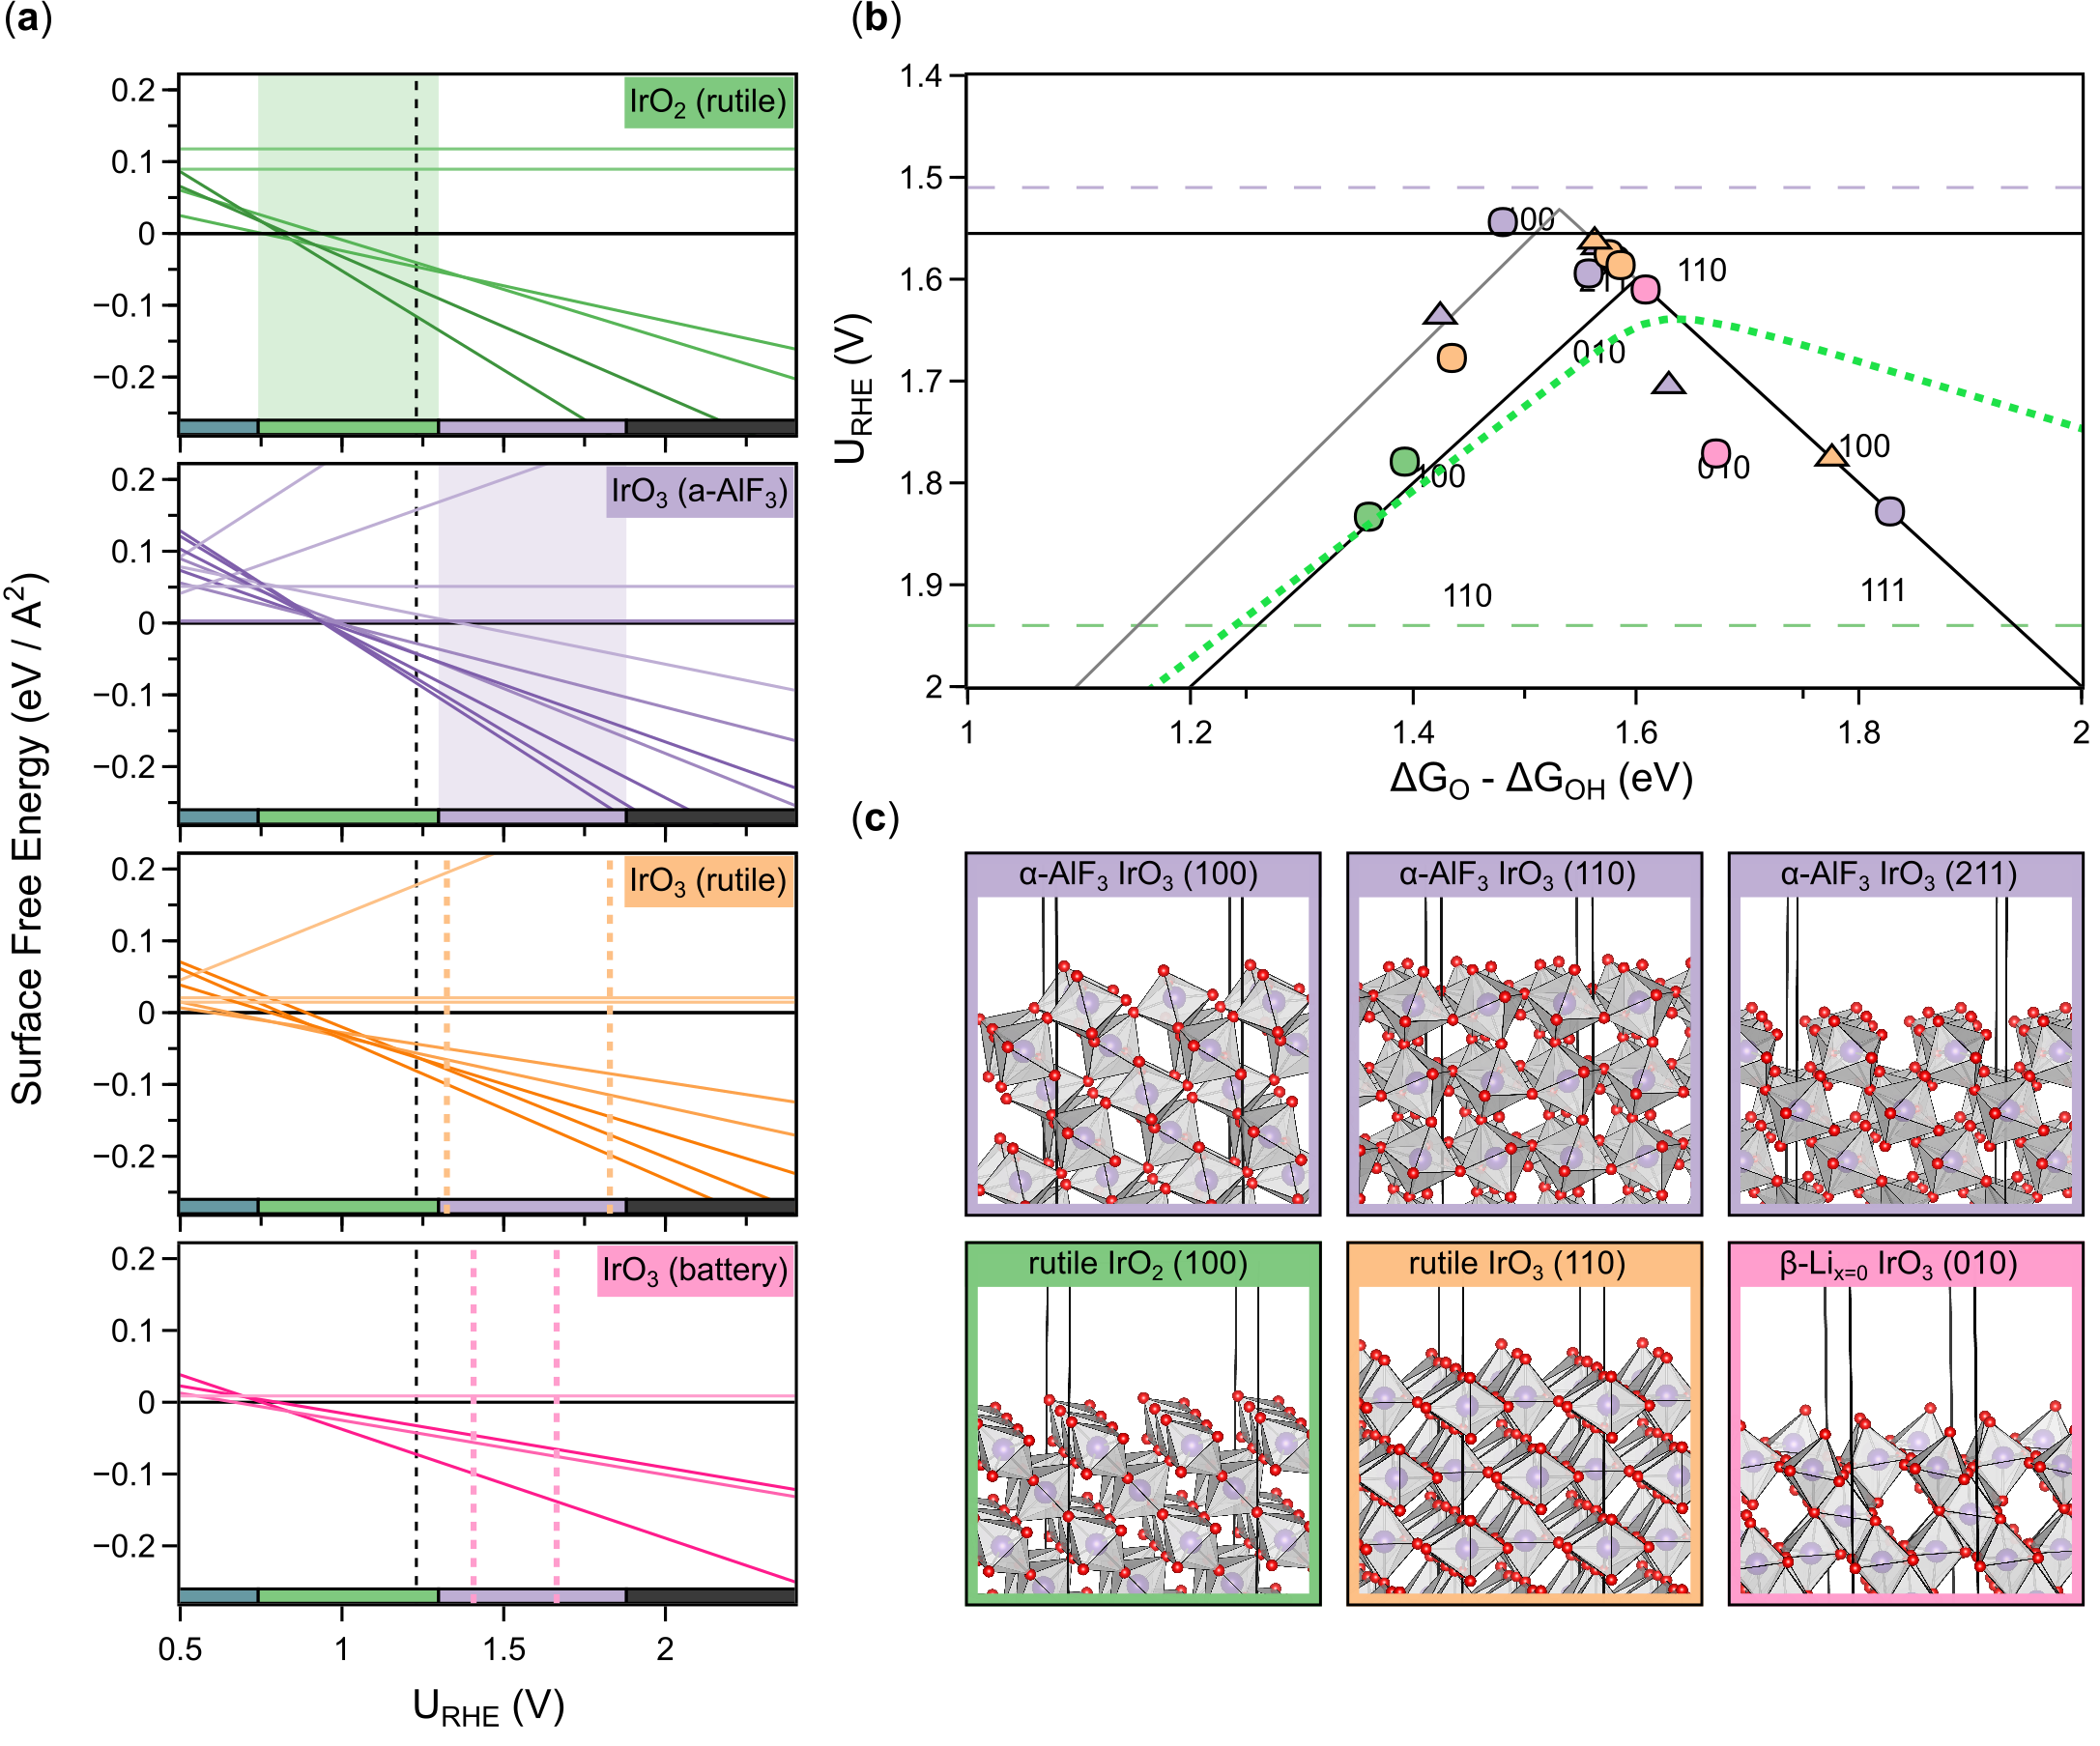 (a)
Surface Free Energy (eV / A²)
0.2
0.1
0
−0.1
−0.2
IrO₂ (rutile)
0.2
0.1
0
−0.1
−0.2
IrO₃ (a-AlF₃)
0.2
0.1
0
−0.1
−0.2
IrO₃ (rutile)
0.2
0.1
0
−0.1
−0.2
IrO₃ (battery)
0.5 1 1.5 2
U_RHE (V)
(b)
U_RHE (V)
1.4
1.5
1.6
1.7
1.8
1.9
2
100
110
211
010
100
010
100
110
111
1 1.2 1.4 1.6 1.8 2
ΔG_O - ΔG_OH (eV)
(c)
α-AlF₃ IrO₃ (100)
α-AlF₃ IrO₃ (110)
α-AlF₃ IrO₃ (211)
rutile IrO₂ (100)
rutile IrO₃ (110)
β-Liₓ₌₀ IrO₃ (010)